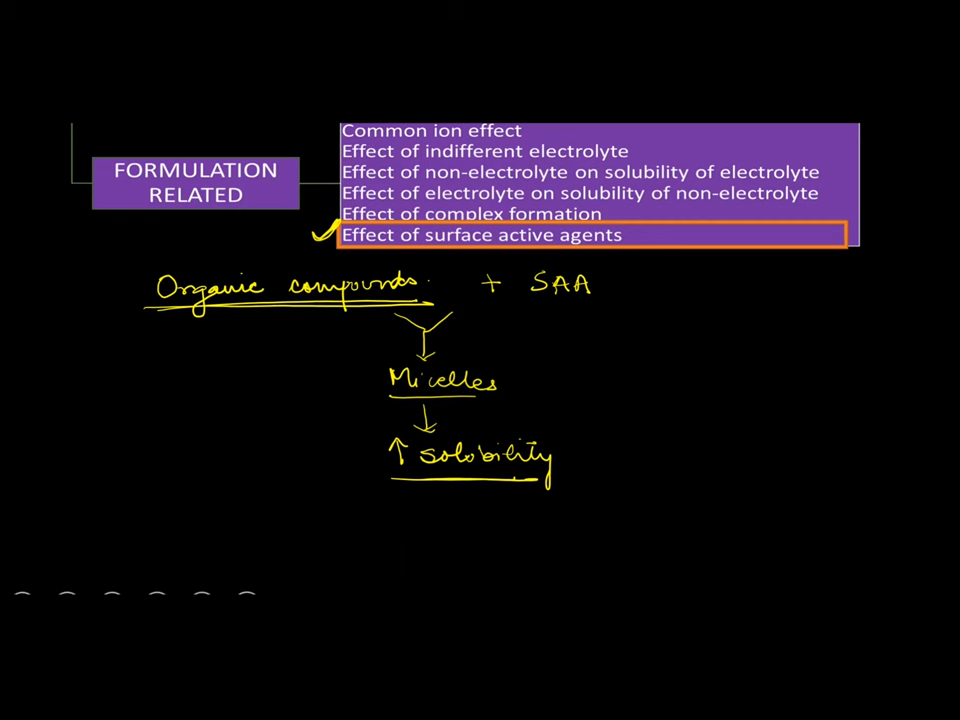 FORMULATION
RELATED
Common ion effect
Effect of indifferent electrolyte
Effect of non-electrolyte on solubility of electrolyte
Effect of electrolyte on solubility of non-electrolyte
Effect of complex formation
Effect of surface active agents
Organic compounds. + SAA
Micelles
↑ solubility